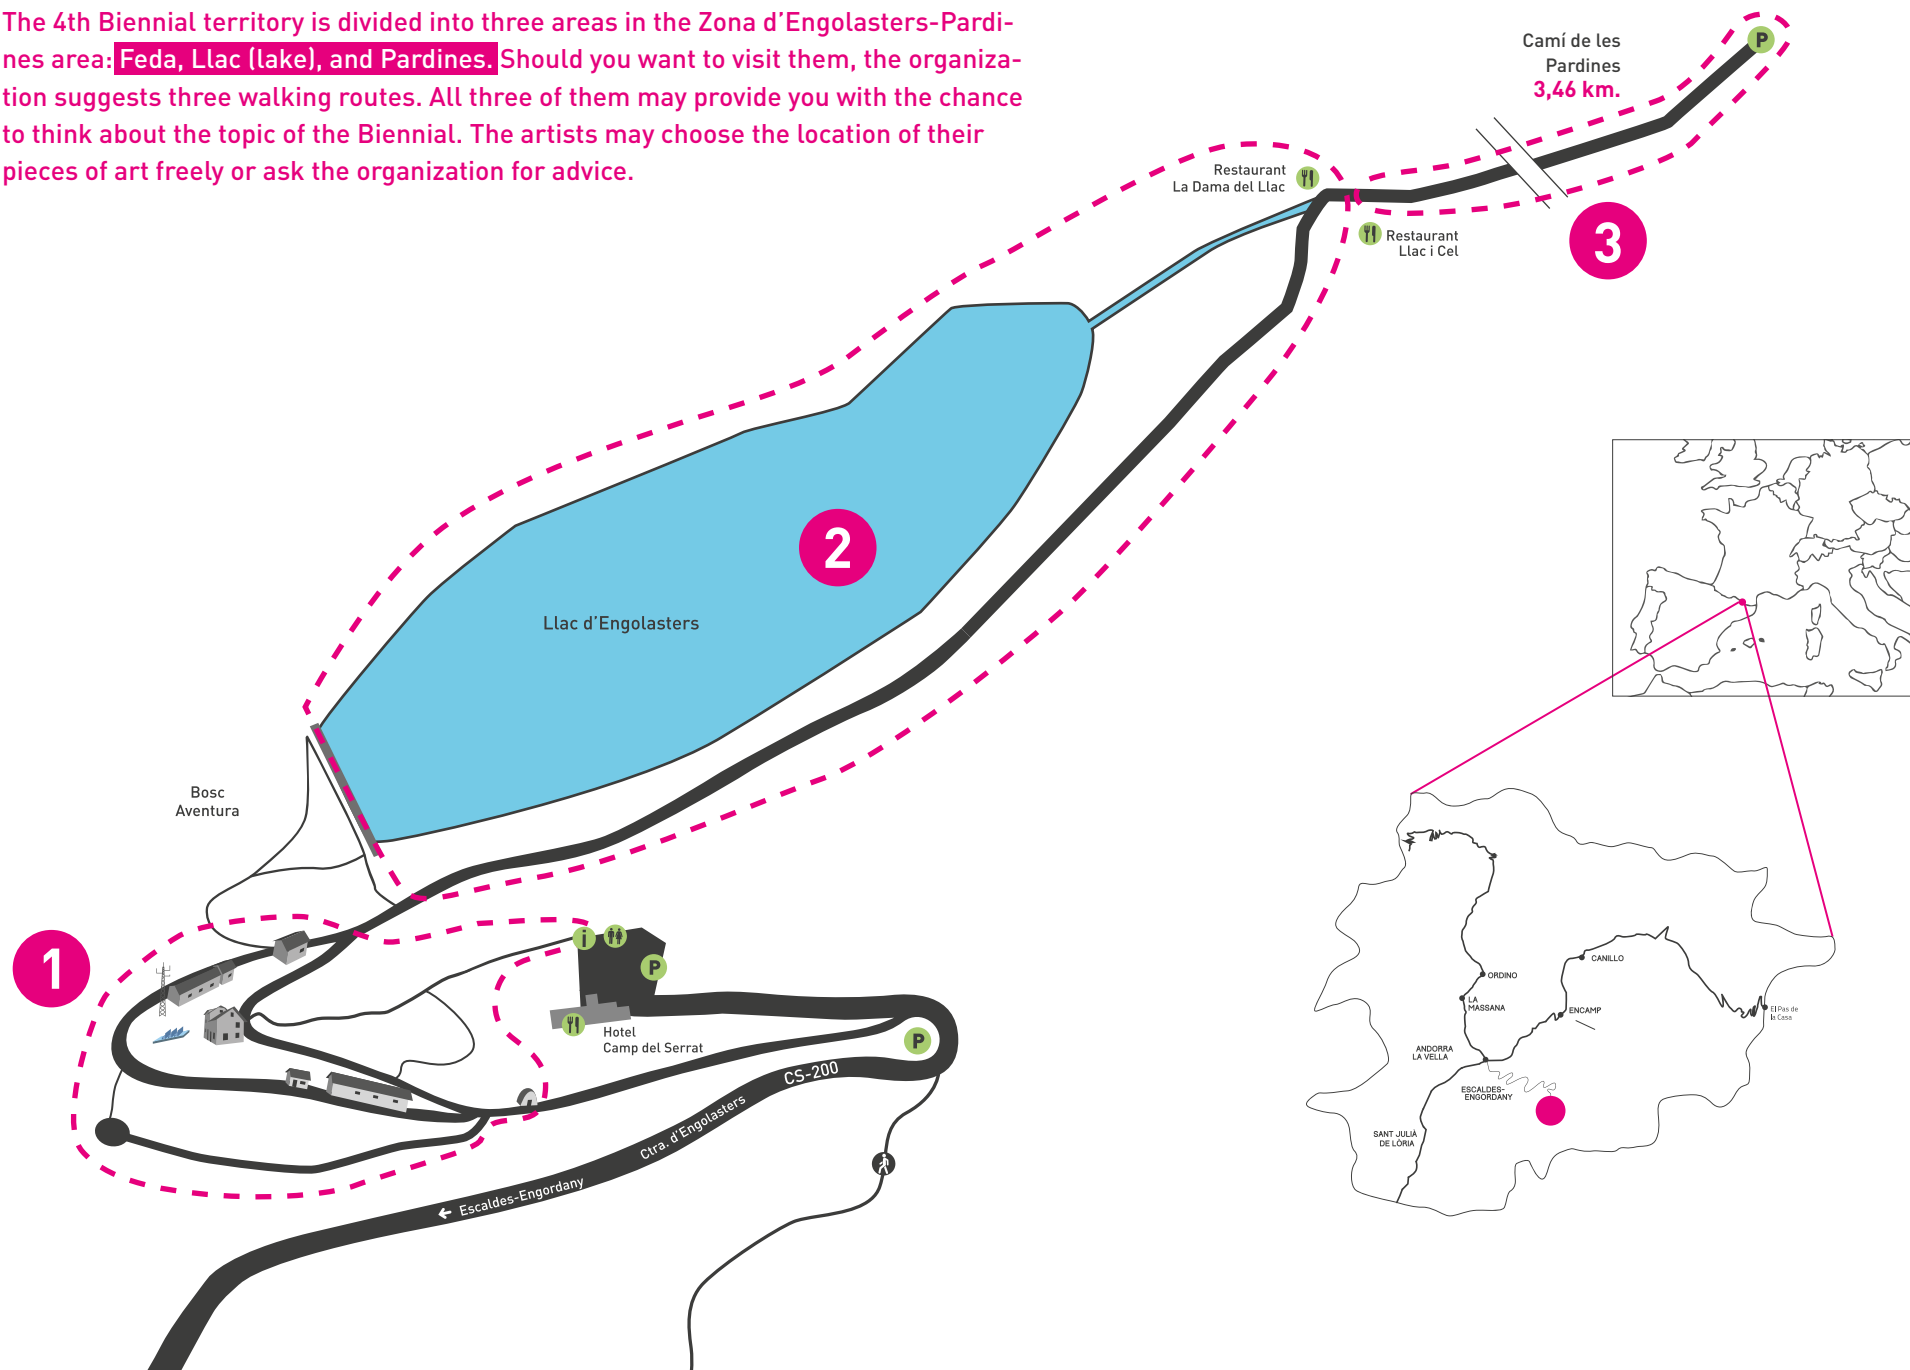 The 4th Biennial territory is divided into three areas in the Zona d’Engolasters-Pardi-
nes area: Feda, Llac (lake), and Pardines. Should you want to visit them, the organiza-
tion suggests three walking routes. All three of them may provide you with the chance
to think about the topic of the Biennial. The artists may choose the location of their
pieces of art freely or ask the organization for advice.
Camí de les
Pardines
3,46 km.
P
Restaurant
La Dama del Llac
Restaurant
Llac i Cel
3
2
Llac d’Engolasters
Bosc
Aventura
1
i
P
Hotel
Camp del Serrat
P
CS-200
Ctra. d’Engolasters
← Escaldes-Engordany
ORDINO
LA
MASSANA
CANILLO
ENCAMP
El Pas de
la Casa
ANDORRA
LA VELLA
ESCALDES-
ENGORDANY
SANT JULIÀ
DE LÒRIA